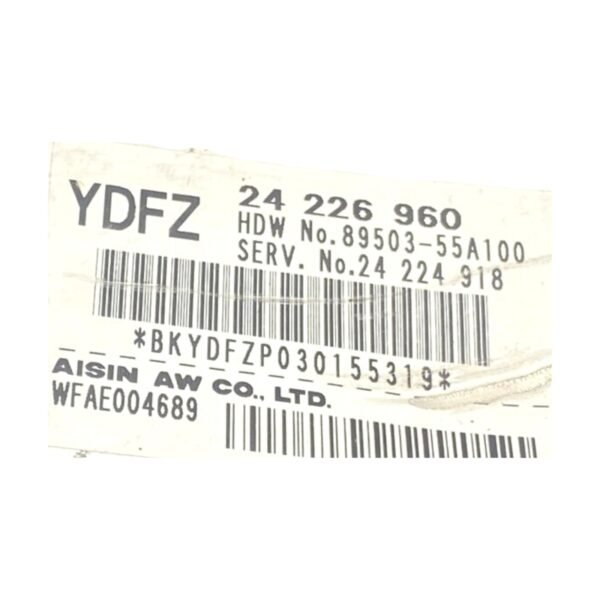 YDFZ
24 226 960
HDW No.89503-55A100
SERV. No.24 224 918
*BKYDFZP030155319*
AISIN AW CO., LTD.
WFAE004689